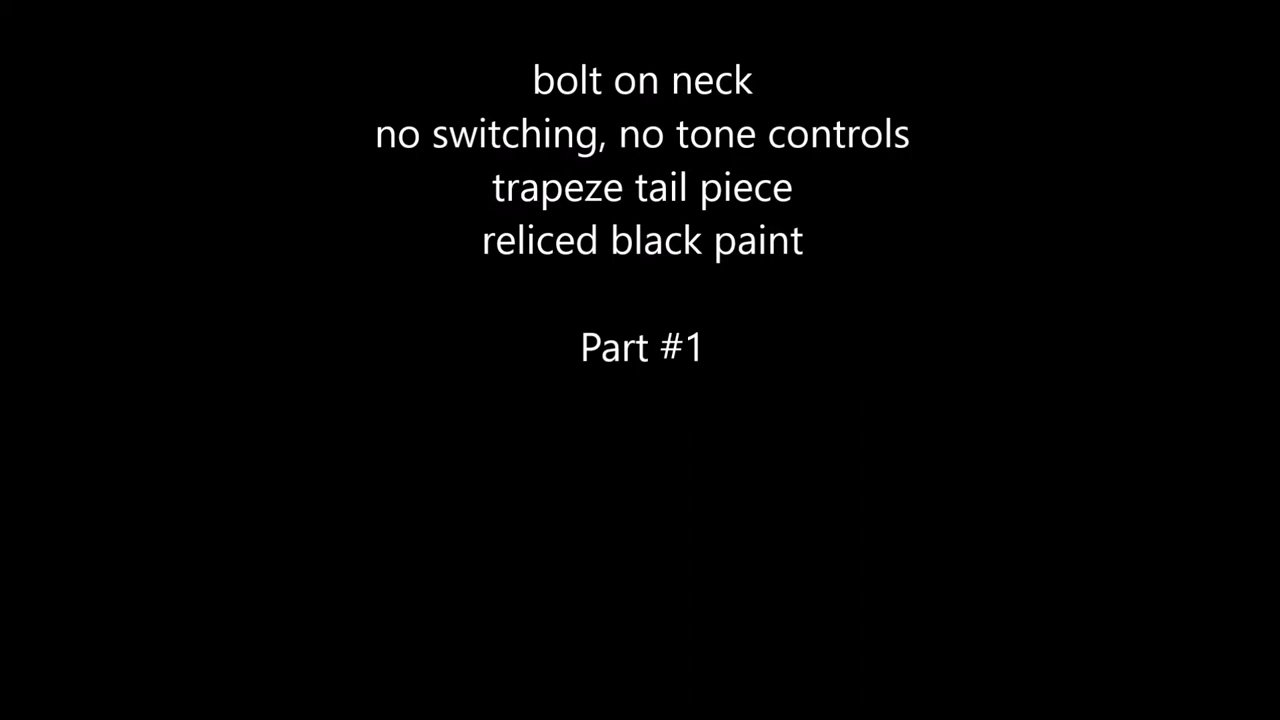 bolt on neck
no switching, no tone controls
trapeze tail piece
reliced black paint
Part #1